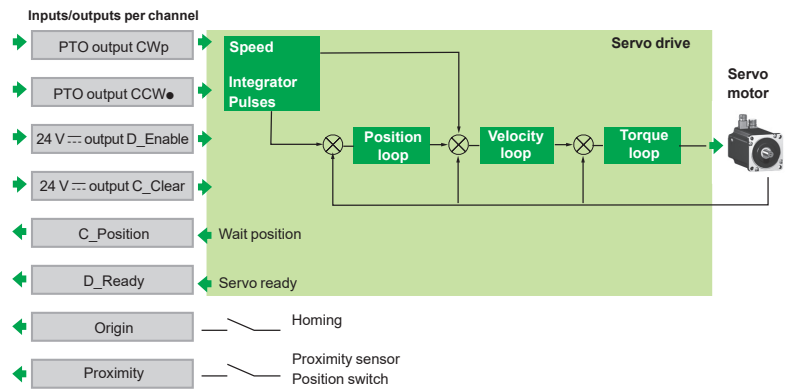 Inputs/outputs per channel
PTO output CWp
PTO output CCW●
24 V ⎓ output D_Enable
24 V ⎓ output C_Clear
C_Position
D_Ready
Origin
Proximity
Speed
Integrator
Pulses
Servo drive
Position
loop
Velocity
loop
Torque
loop
Servo
motor
Wait position
Servo ready
Homing
Proximity sensor
Position switch